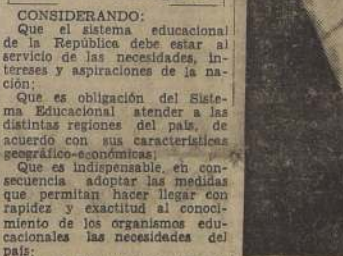 CONSIDERANDO:
Que el sistema educacional
de la República debe estar al
servicio de las necesidades, in-
tereses y aspiraciones de la na-
ción;
Que es obligación del Siste-
ma Educacional atender a las
distintas regiones del país, de
acuerdo con sus características
geográfico-económicas;
Que es indispensable, en con-
secuencia adoptar las medidas
que permitan hacer llegar con
rapidez y exactitud al conoci-
miento de los organismos edu-
cacionales las necesidades del
país;